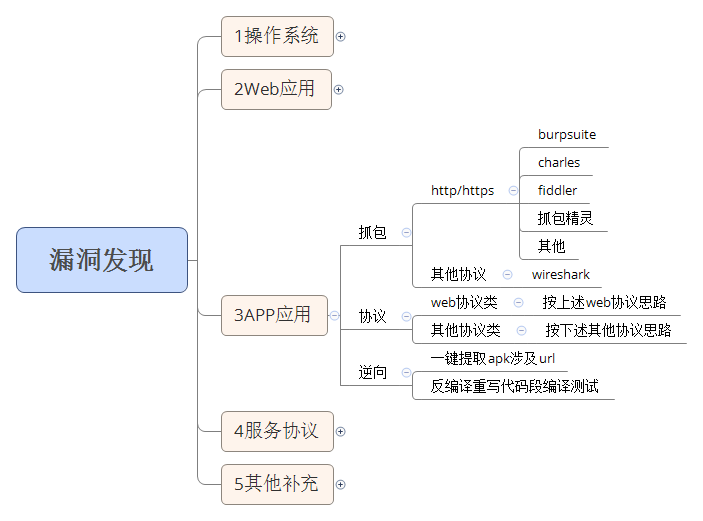 漏洞发现
1操作系统
2Web应用
3APP应用
抓包
http/https
burpsuite
charles
fiddler
抓包精灵
其他
其他协议
wireshark
协议
web协议类
按上述web协议思路
其他协议类
按下述其他协议思路
逆向
一键提取apk涉及url
反编译重写代码段编译测试
4服务协议
5其他补充